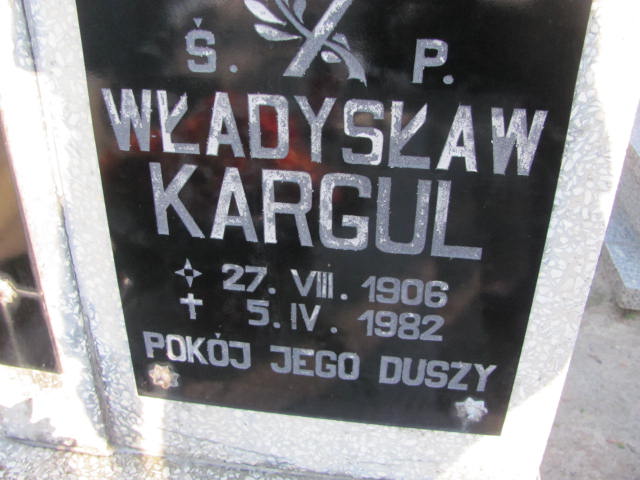 Ś. P.
WŁADYSŁAW
KARGUL
27. VIII. 1906
5. IV. 1982
POKÓJ JEGO DUSZY